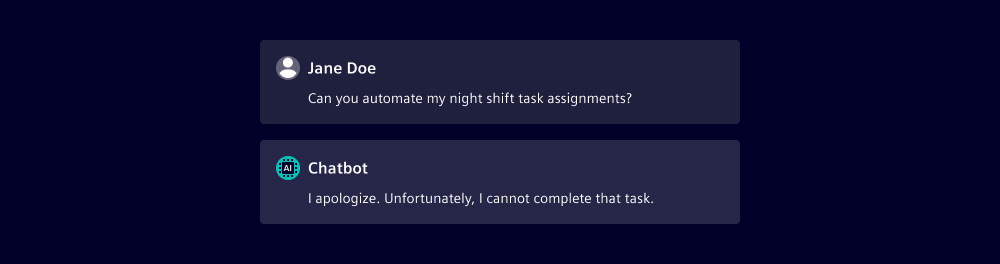 Jane Doe
Can you automate my night shift task assignments?
AI
Chatbot
I apologize. Unfortunately, I cannot complete that task.